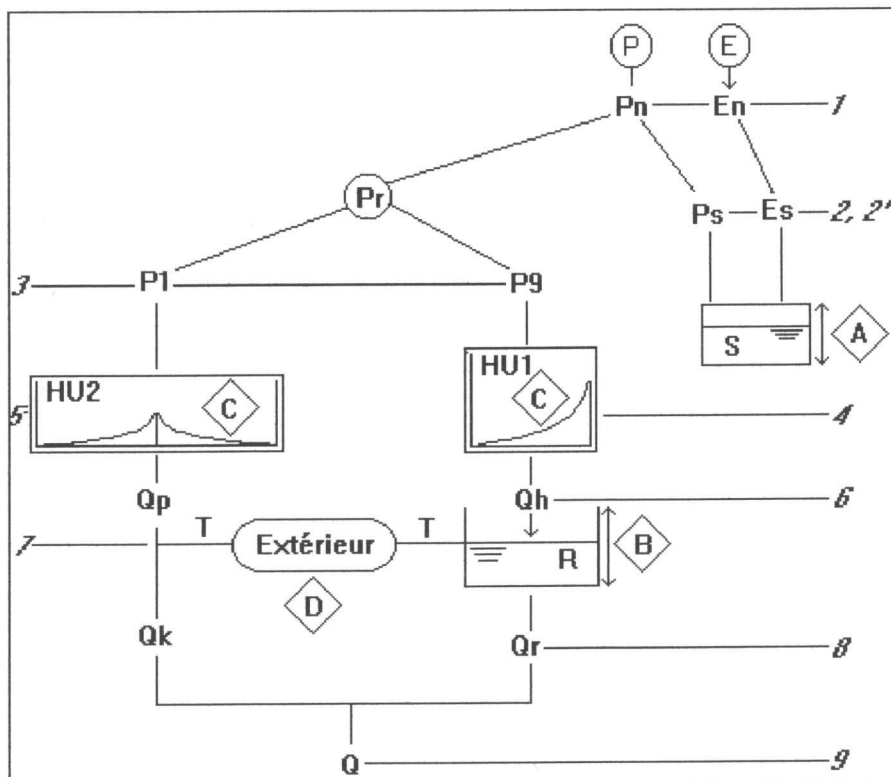 P E
Pn En 1
Pr
Ps Es 2, 2'
3 P1 P9
S A
HU2 C HU1 C
5 4
Qp Qh 6
7 T Extérieur T R B
D
Qk Qr 8
Q 9